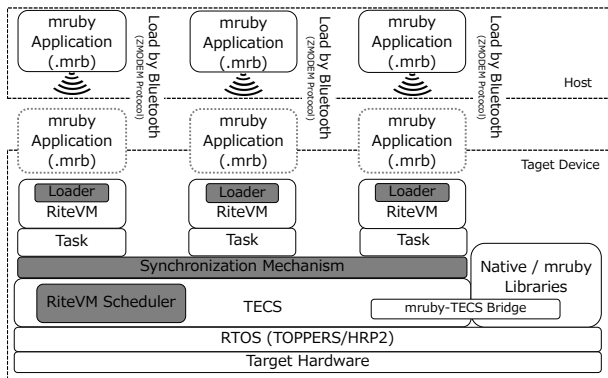 mruby
Application
(.mrb)
Load by Bluetooth
(ZMODEM Protocol)
mruby
Application
(.mrb)
Load by Bluetooth
(ZMODEM Protocol)
mruby
Application
(.mrb)
Load by Bluetooth
(ZMODEM Protocol)
Host
mruby
Application
(.mrb)
mruby
Application
(.mrb)
mruby
Application
(.mrb)
Taget Device
Loader
RiteVM
Task
Loader
RiteVM
Task
Loader
RiteVM
Task
Synchronization Mechanism
Native / mruby
Libraries
RiteVM Scheduler
TECS
mruby-TECS Bridge
RTOS (TOPPERS/HRP2)
Target Hardware